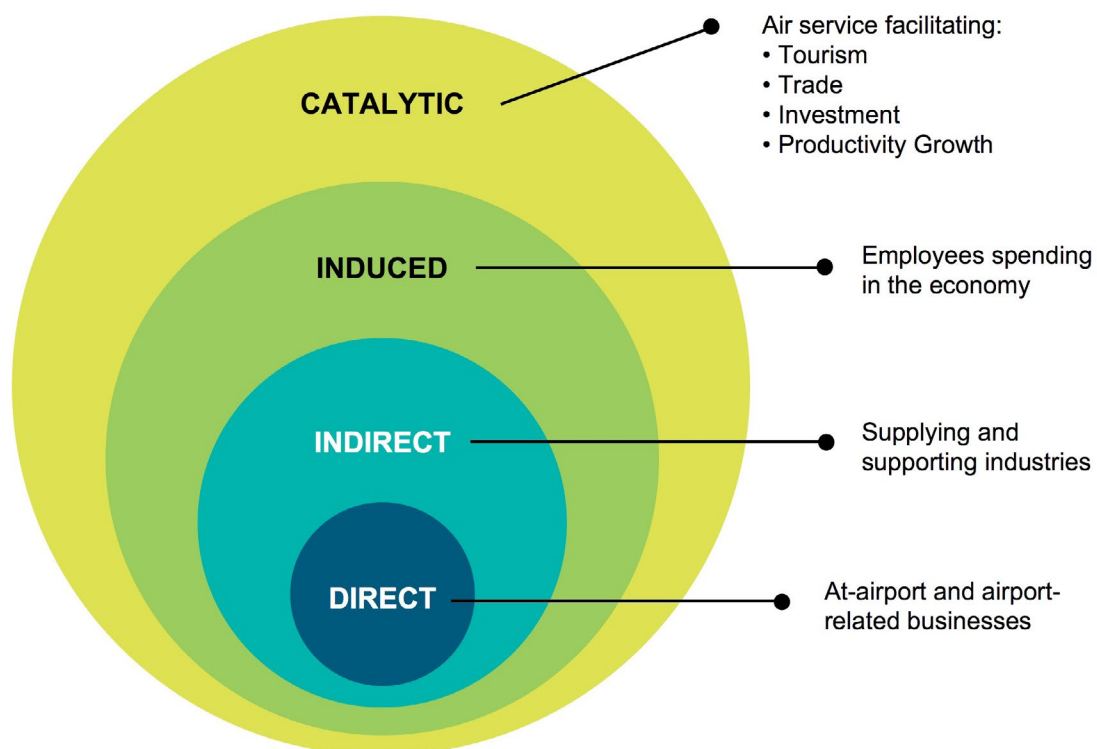 Air service facilitating:
• Tourism
• Trade
• Investment
• Productivity Growth
CATALYTIC
INDUCED
Employees spending
in the economy
INDIRECT
Supplying and
supporting industries
DIRECT
At-airport and airport-
related businesses